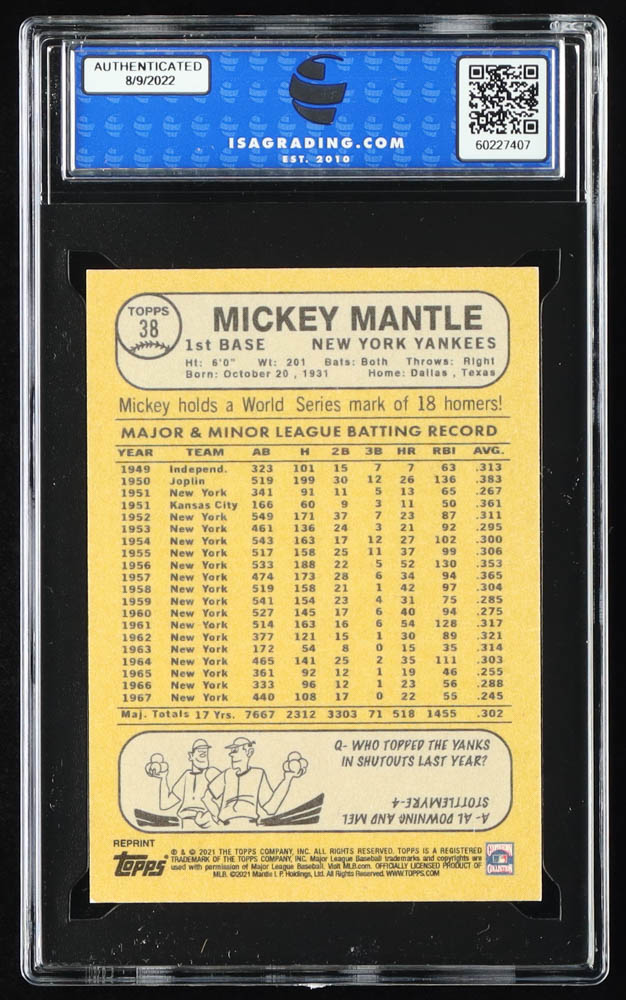 AUTHENTICATED
8/9/2022
ISAGRADING.COM
EST. 2010
60227407
TOPPS
38
MICKEY MANTLE
1st BASE NEW YORK YANKEES
Ht: 6'0" Wt: 201 Bats: Both Throws: Right
Born: October 20 , 1931 Home: Dallas , Texas
Mickey holds a World Series mark of 18 homers!
MAJOR & MINOR LEAGUE BATTING RECORD
YEAR TEAM AB H 2B 3B HR RBI AVG.
1949 Independ. 323 101 15 7 7 63 .313
1950 Joplin 519 199 30 12 26 136 .383
1951 New York 341 91 11 5 13 65 .267
1951 Kansas City 166 60 9 3 11 50 .361
1952 New York 549 171 37 7 23 87 .311
1953 New York 461 136 24 3 21 92 .295
1954 New York 543 163 17 12 27 102 .300
1955 New York 517 158 25 11 37 99 .306
1956 New York 533 188 22 5 52 130 .353
1957 New York 474 173 28 6 34 94 .365
1958 New York 519 158 21 1 42 97 .304
1959 New York 541 154 23 4 31 75 .285
1960 New York 527 145 17 6 40 94 .275
1961 New York 514 163 16 6 54 128 .317
1962 New York 377 121 15 1 30 89 .321
1963 New York 172 54 8 0 15 35 .314
1964 New York 465 141 25 2 35 111 .303
1965 New York 361 92 12 1 19 46 .255
1966 New York 333 96 12 1 23 56 .288
1967 New York 440 108 17 0 22 55 .245
Maj. Totals 17 Yrs. 7667 2312 3303 71 518 1455 .302
Q- WHO TOPPED THE YANKS
IN SHUTOUTS LAST YEAR?
A- AL DOWNING AND MEL
STOTTLEMYRE-4
REPRINT
Topps
® & © 2021 THE TOPPS COMPANY, INC. ALL RIGHTS RESERVED. TOPPS IS A REGISTERED
TRADEMARK OF THE TOPPS COMPANY, INC. Major League Baseball trademarks and copyrights are
used with permission of Major League Baseball. Visit MLB.com. OFFICIALLY LICENSED PRODUCT OF
MLB. ©2021 Mantle I.P. Holdings, Ltd. All Rights Reserved. WWW.TOPPS.COM